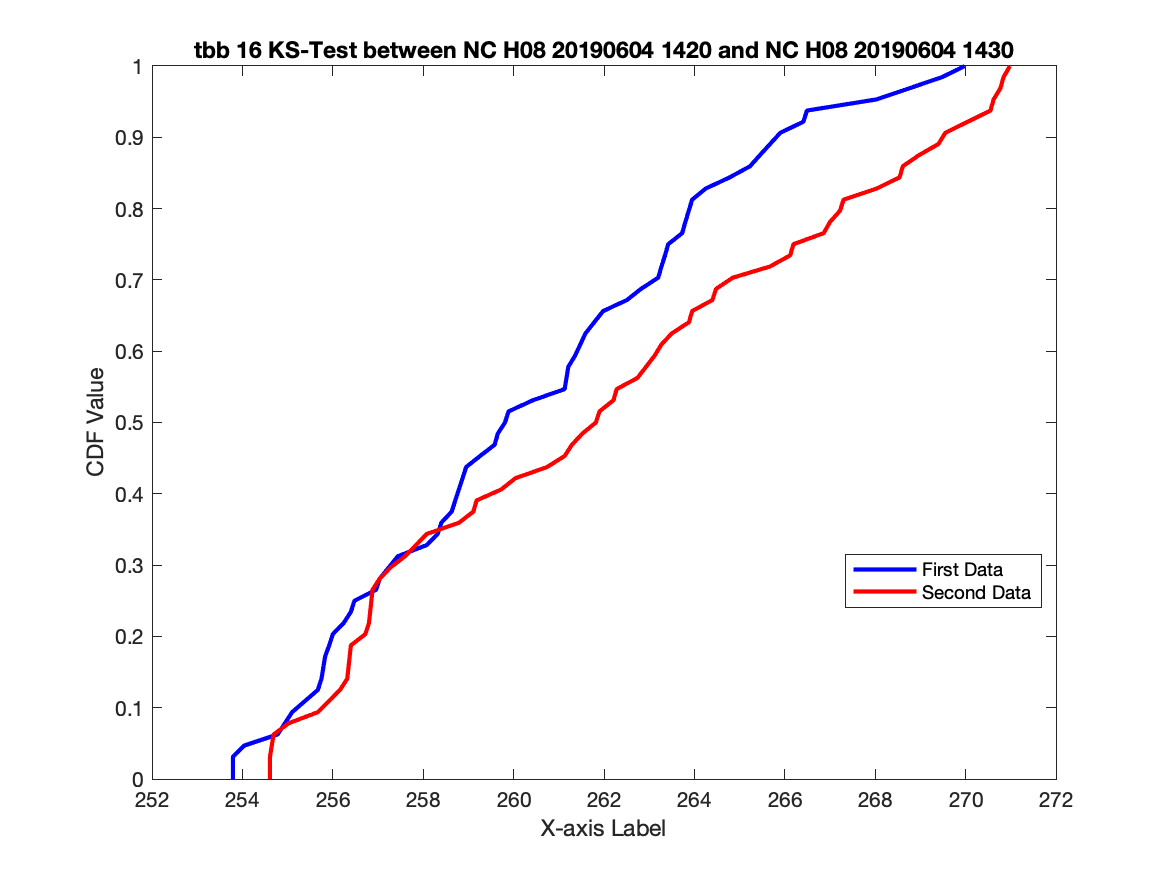 tbb 16 KS-Test between NC H08 20190604 1420 and NC H08 20190604 1430
1
0.9
0.8
0.7
0.6
0.5
0.4
0.3
0.2
0.1
0
CDF Value
First Data
Second Data
252 254 256 258 260 262 264 266 268 270 272
X-axis Label